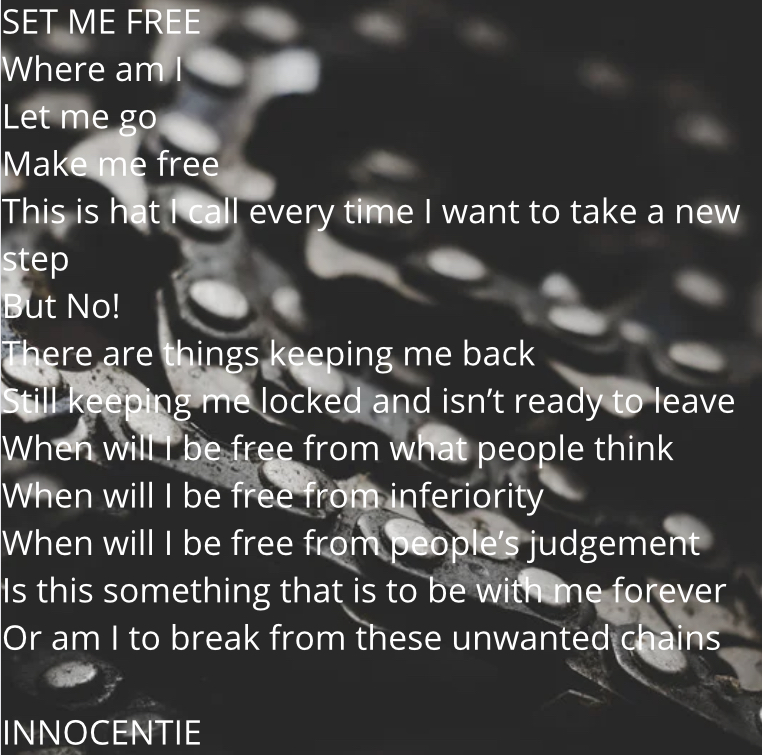 SET ME FREE
Where am I
Let me go
Make me free
This is hat I call every time I want to take a new
step
But No!
There are things keeping me back
Still keeping me locked and isn’t ready to leave
When will I be free from what people think
When will I be free from inferiority
When will I be free from people’s judgement
Is this something that is to be with me forever
Or am I to break from these unwanted chains
INNOCENTIE